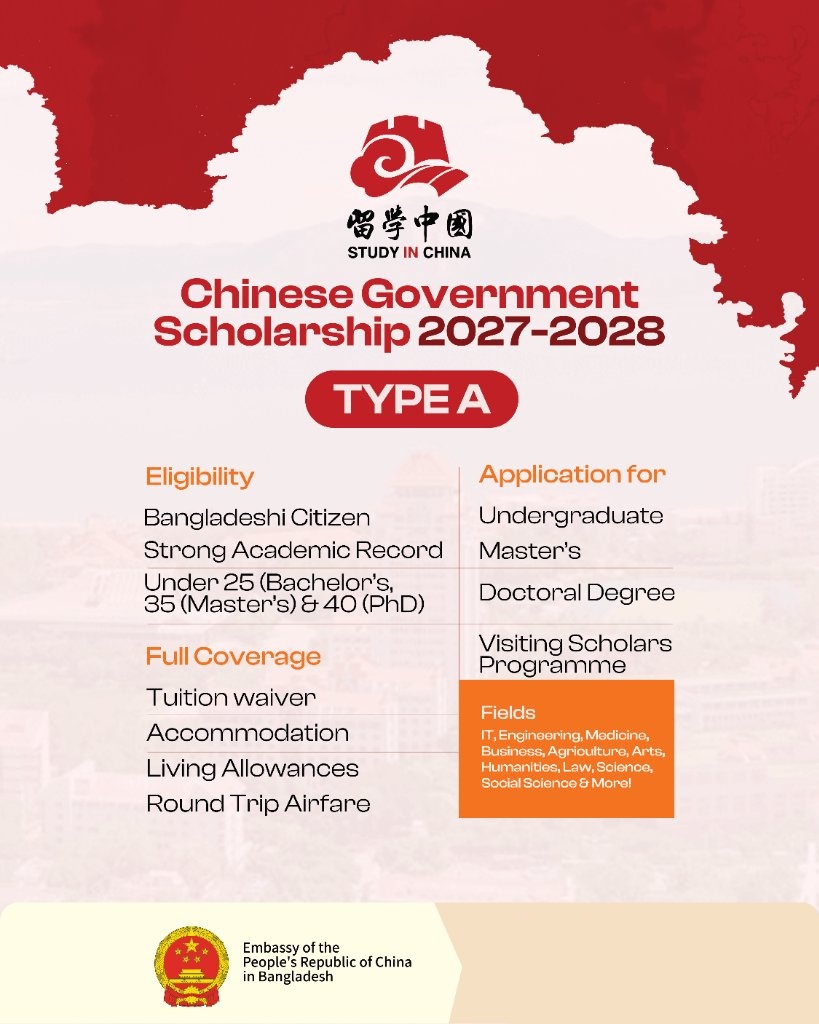 留學中國
STUDY IN CHINA
Chinese Government
Scholarship 2027-2028
TYPE A
Eligibility
Bangladeshi Citizen
Strong Academic Record
Under 25 (Bachelor's,
35 (Master's) & 40 (PhD)
Full Coverage
Tuition waiver
Accommodation
Living Allowances
Round Trip Airfare
Application for
Undergraduate
Master's
Doctoral Degree
Visiting Scholars
Programme
Fields
IT, Engineering, Medicine,
Business, Agriculture, Arts,
Humanities, Law, Science,
Social Science & More!
Embassy of the
People's Republic of China
in Bangladesh